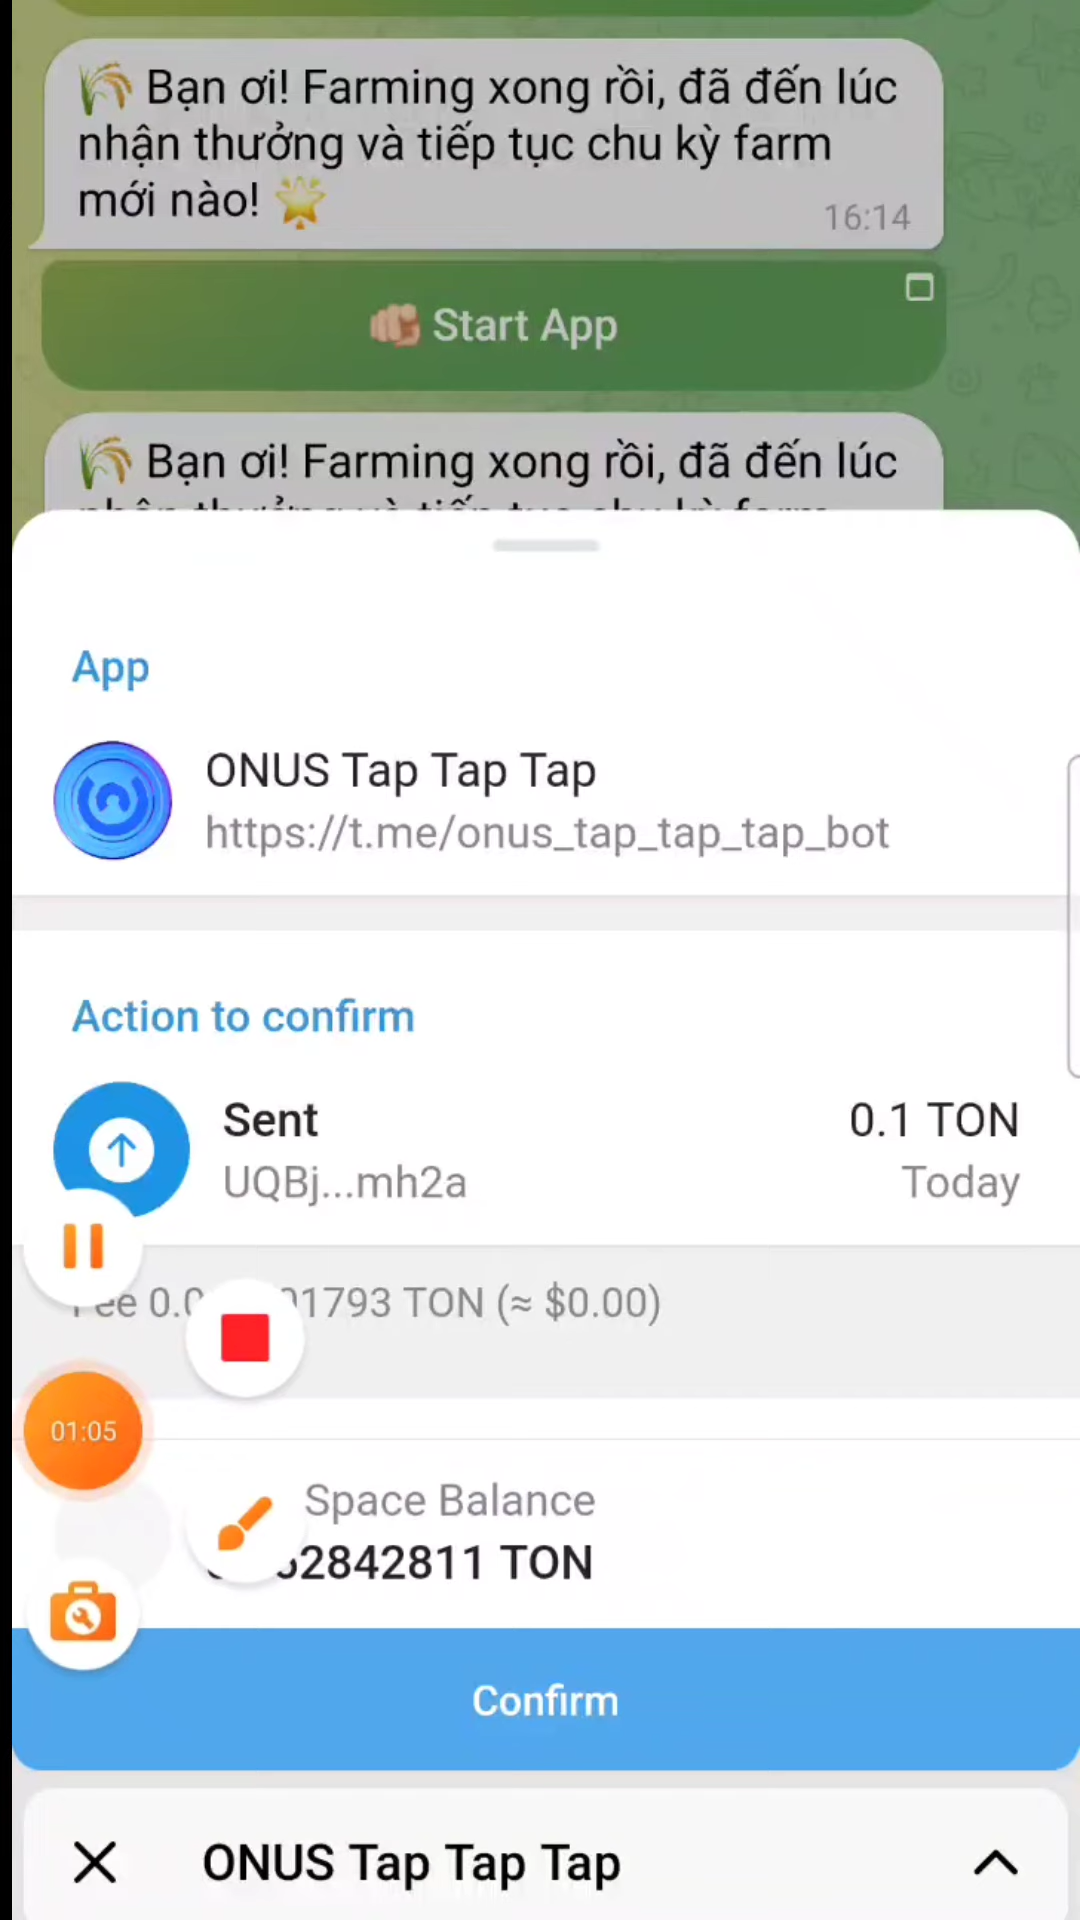 🌾 Bạn ơi! Farming xong rồi, đã đến lúc
nhận thưởng và tiếp tục chu kỳ farm
mới nào! 🌟
16:14
🫵 Start App
🌾 Bạn ơi! Farming xong rồi, đã đến lúc
App
ONUS Tap Tap Tap
https://t.me/onus_tap_tap_tap_bot
Action to confirm
Sent
0.1 TON
UQBj...mh2a
Today
TON (≈ $0.00)
01:05
Space Balance
TON
Confirm
ONUS Tap Tap Tap